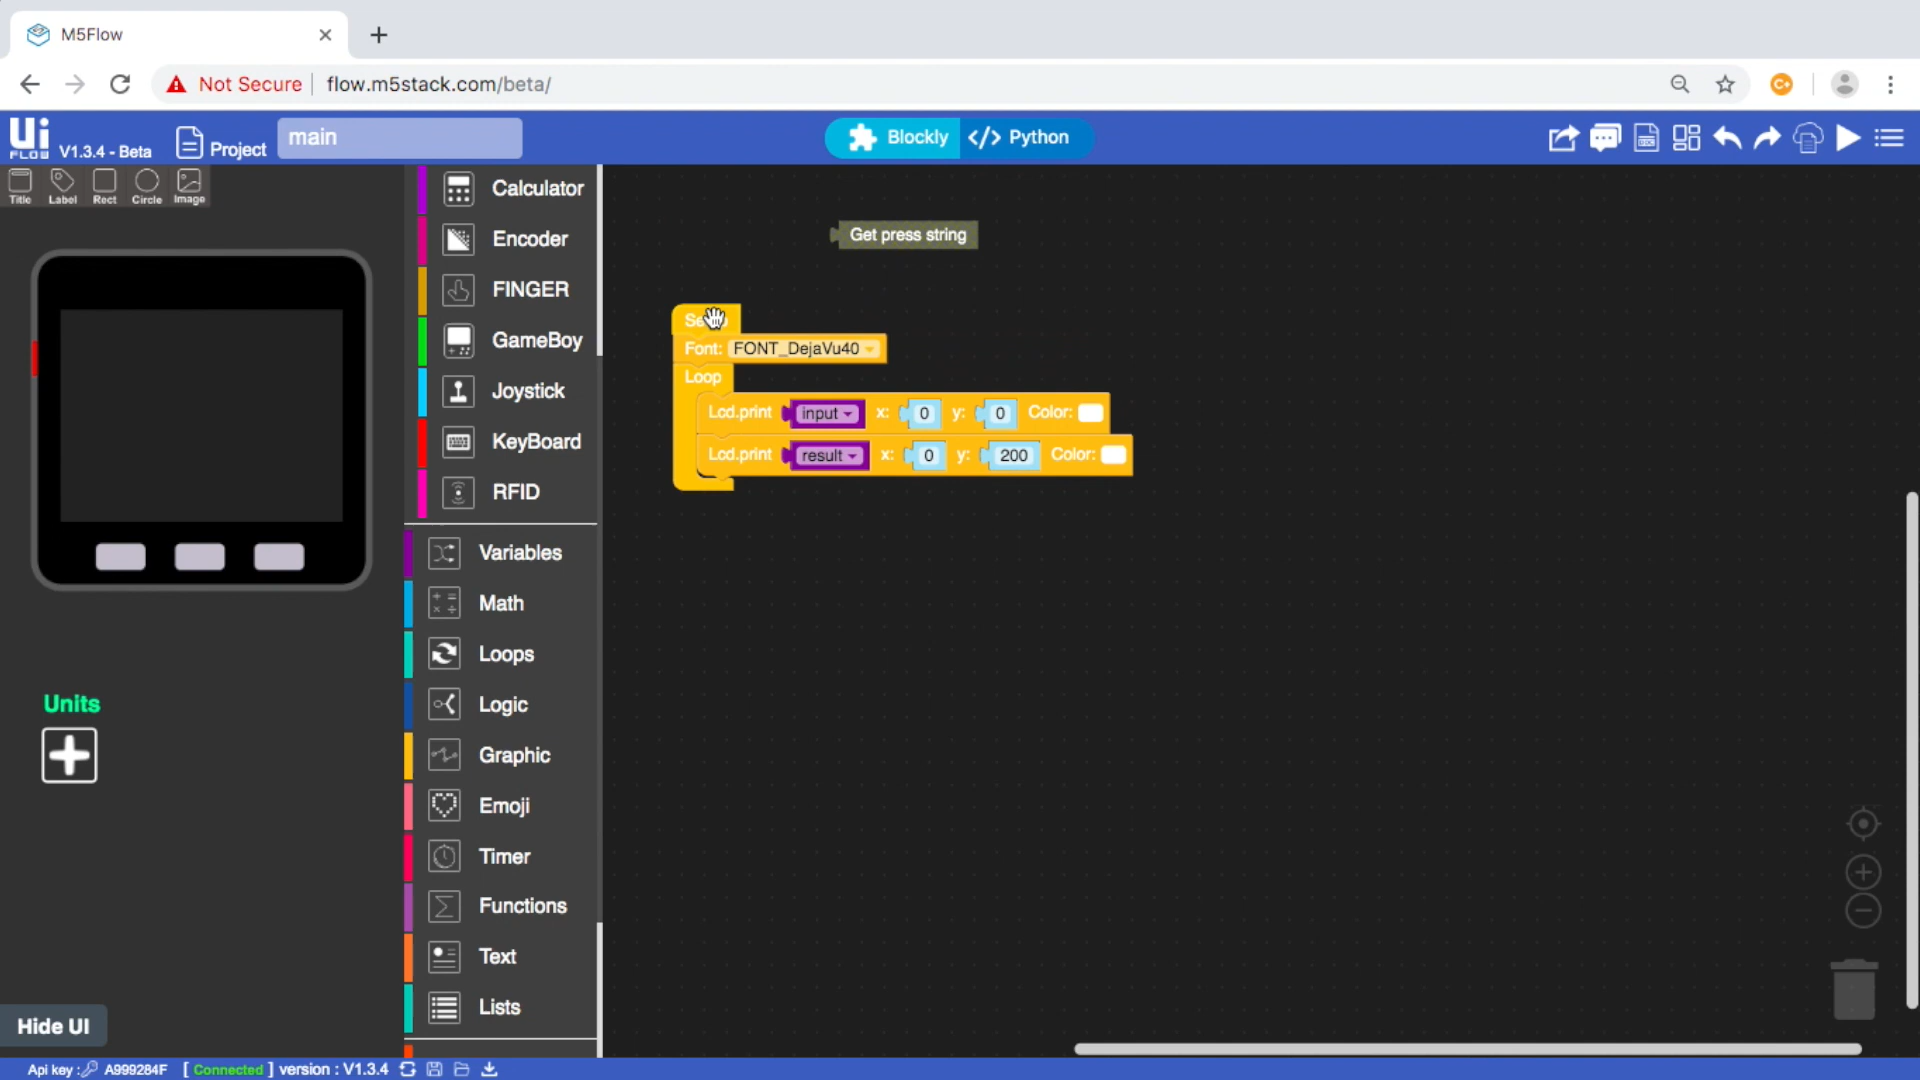 M5Flow
Not Secure flow.m5stack.com/beta/
Ui FLOW V1.3.4 - Beta Project main Blockly </> Python
Title Label Rect Circle Image
Calculator
Encoder
FINGER
GameBoy
Joystick
KeyBoard
RFID
Variables
Math
Loops
Logic
Graphic
Emoji
Timer
Functions
Text
Lists
Get press string
Font: FONT_DejaVu40
Loop
Lcd.print input x: 0 y: 0 Color:
Lcd.print result x: 0 y: 200 Color:
Units
Hide UI
Api key : A999284F [ Connected ] version : V1.3.4